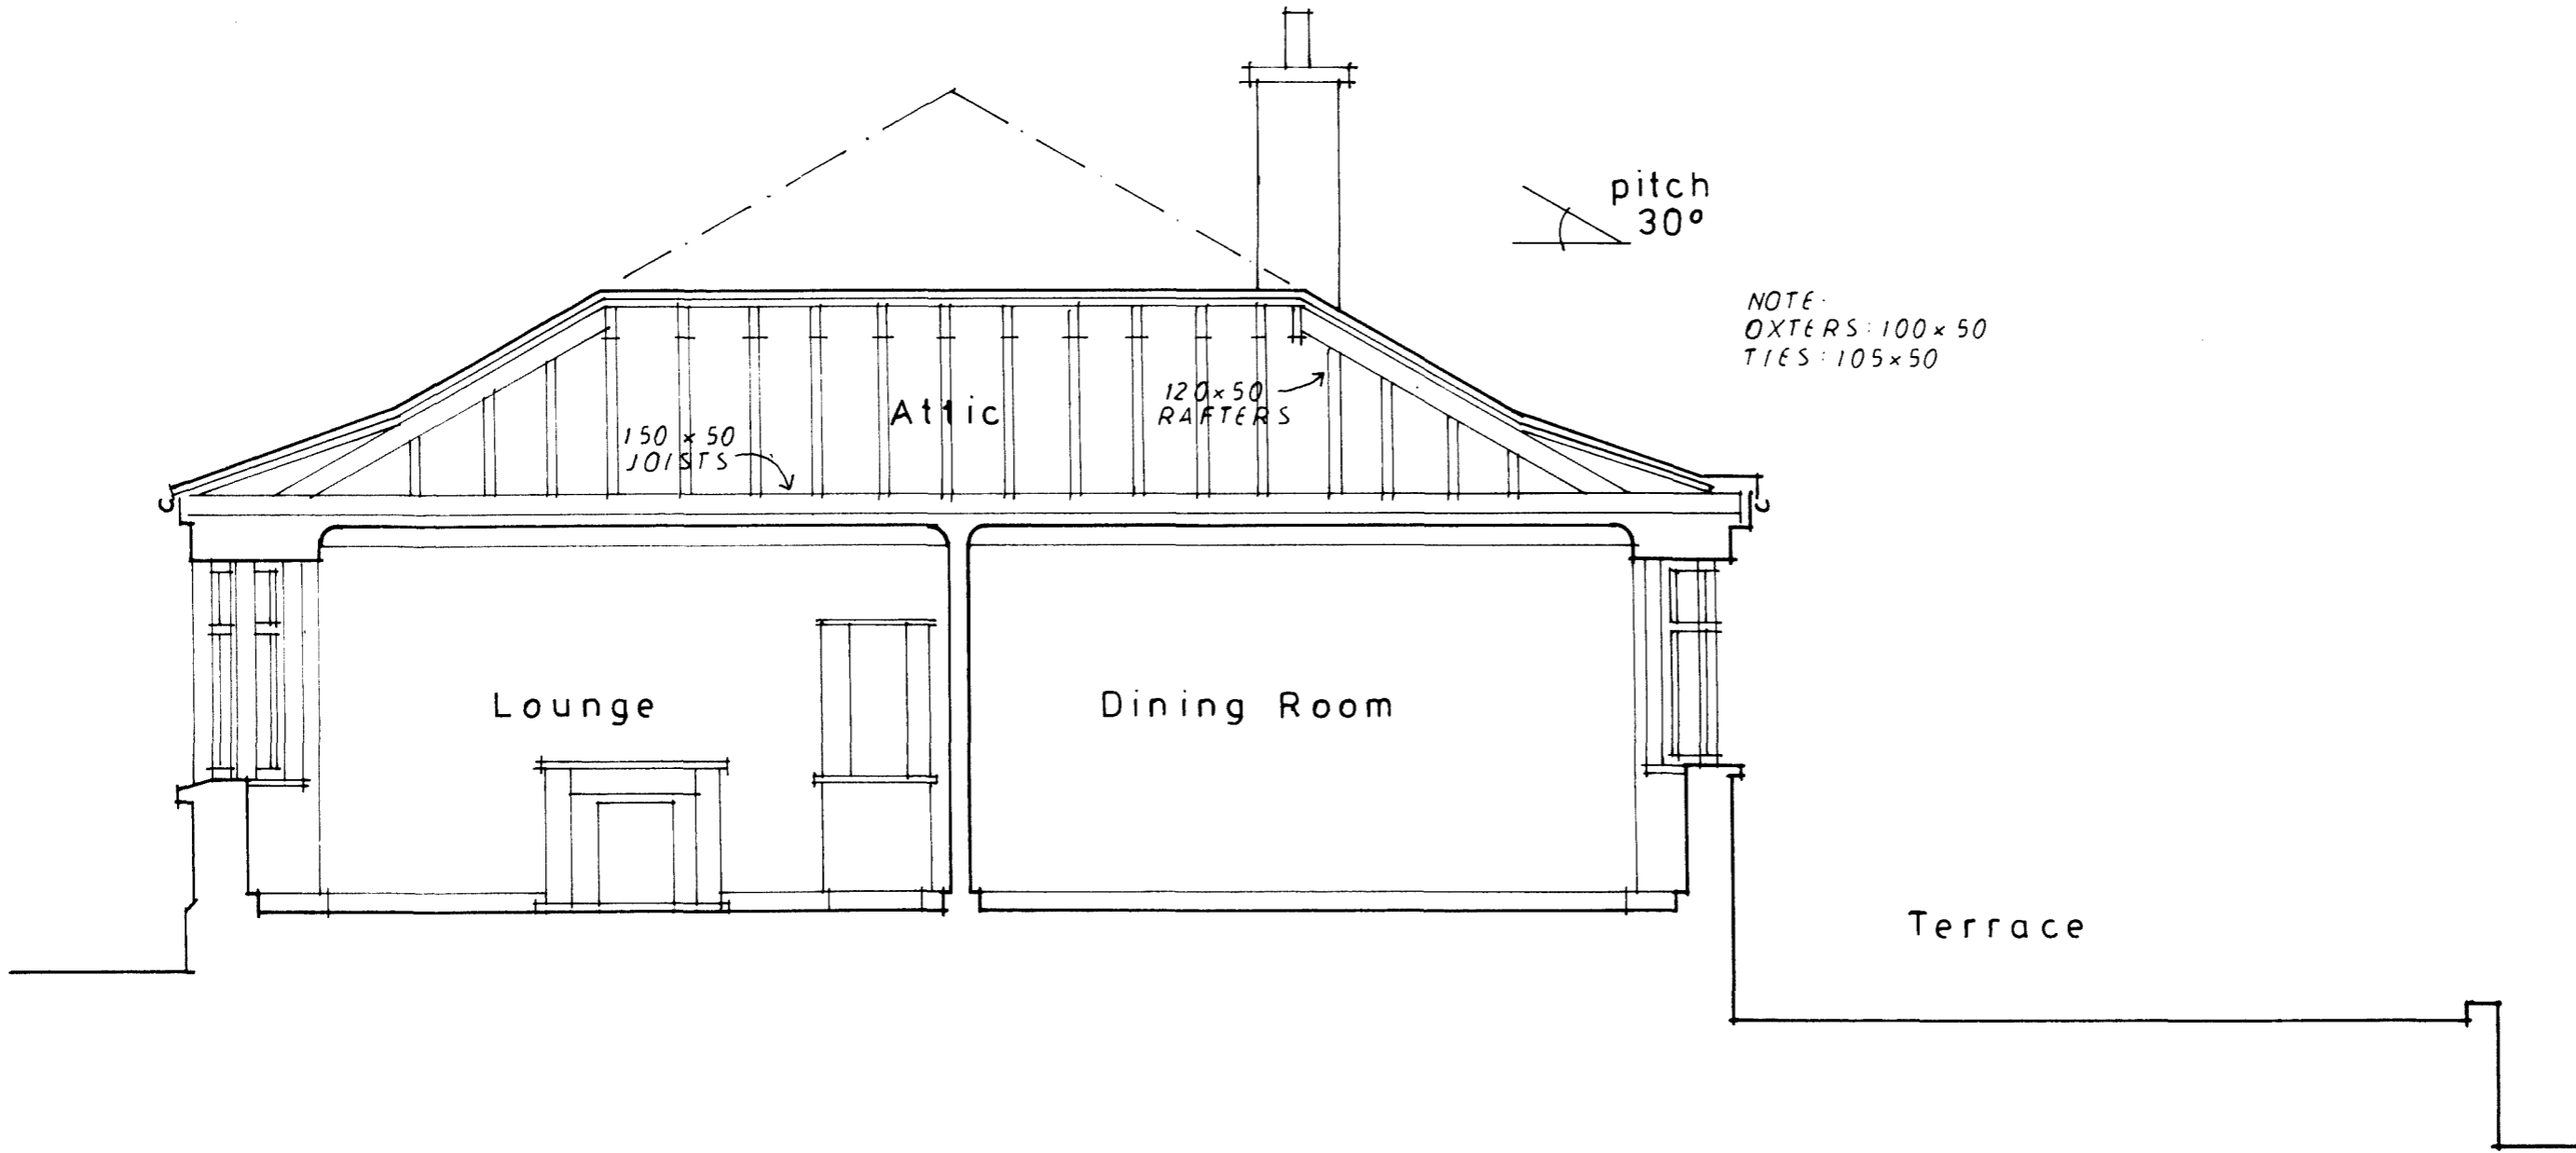 pitch
30°
NOTE·
OXTERS: 100 × 50
TIES: 105×50
120×50
RAFTERS
Attic
150 × 50
JOISTS
Lounge
Dining Room
Terrace